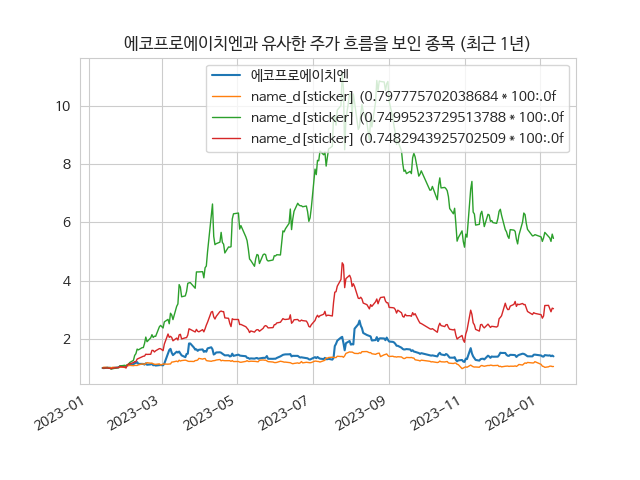 에코프로에이치엔과 유사한 주가 흐름을 보인 종목 (최근 1년)
에코프로에이치엔
name_d[sticker] (0.797775702038684 * 100:.0f
name_d[sticker] (0.7499523729513788 * 100:.0f
name_d[sticker] (0.7482943925702509 * 100:.0f
10
8
6
4
2
2023-01
2023-03
2023-05
2023-07
2023-09
2023-11
2024-01